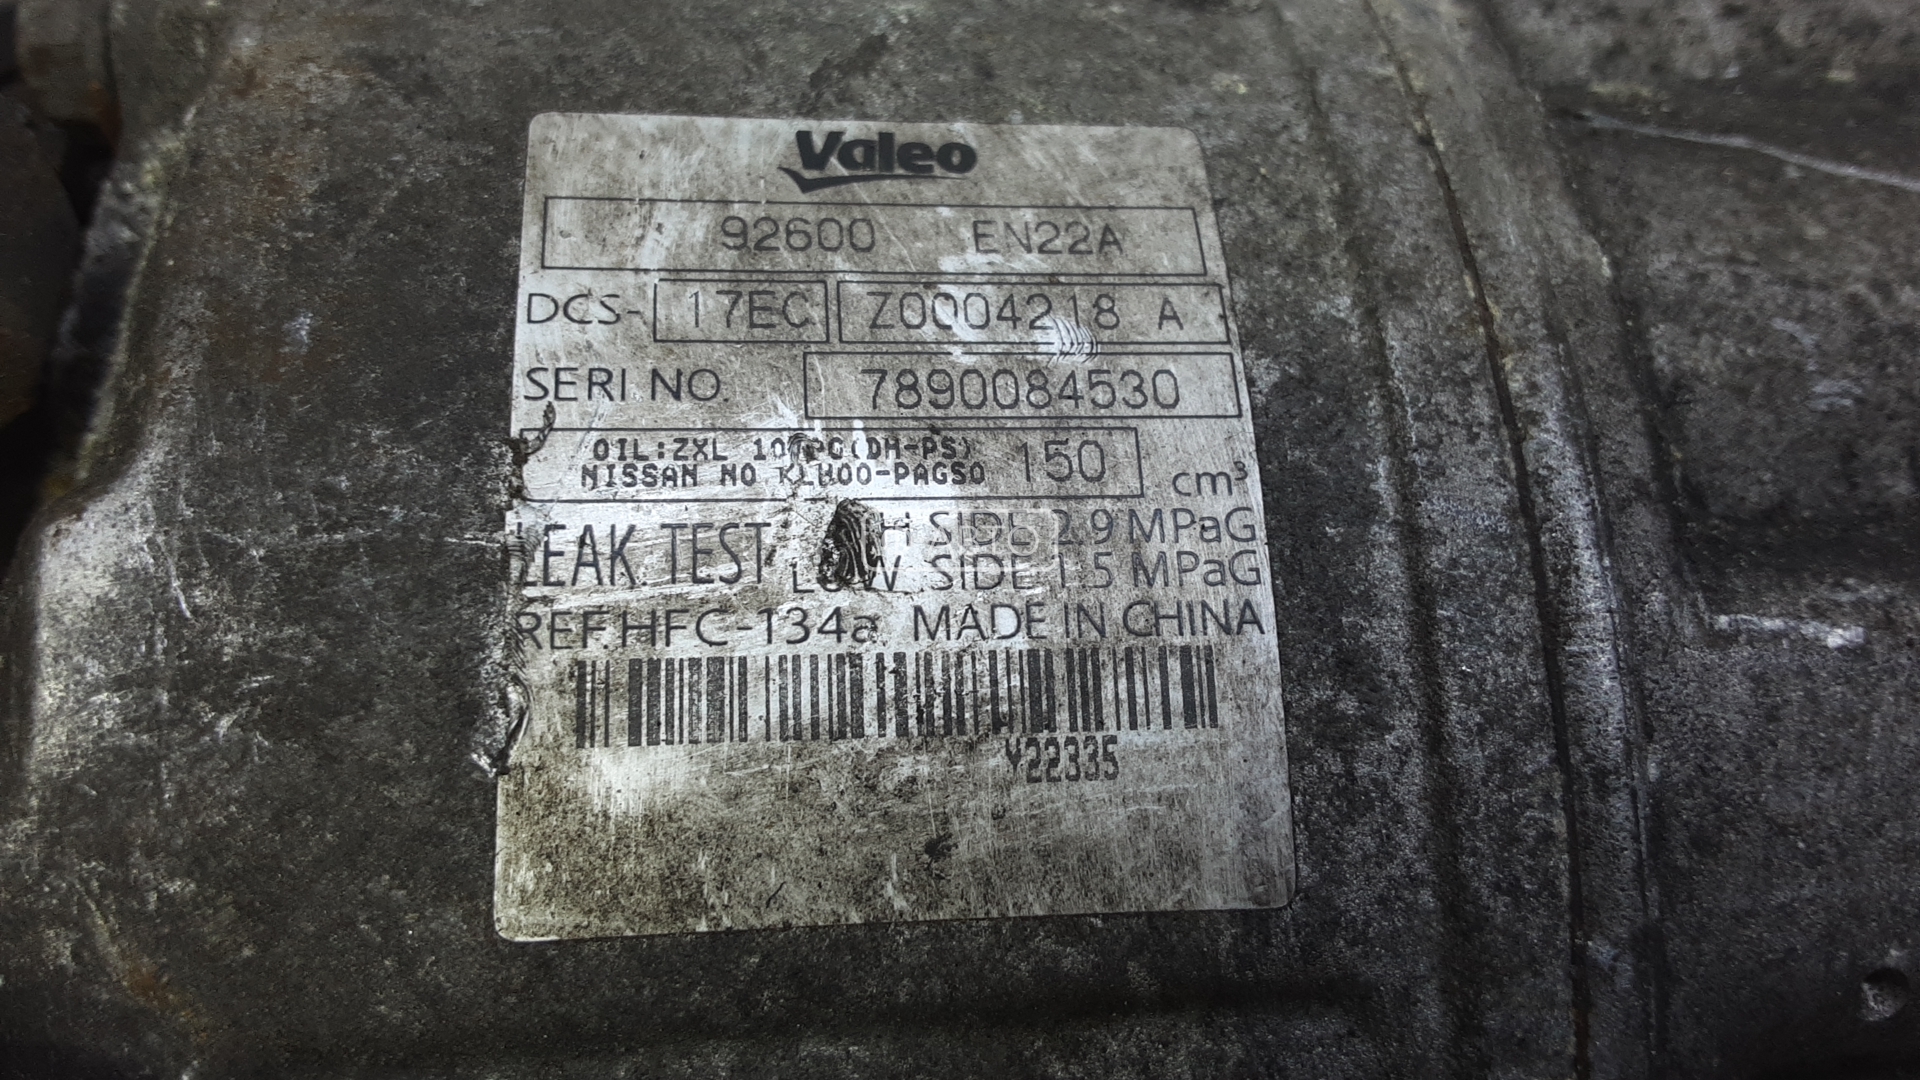 Valeo
92600 EN22A
DCS- 17EC Z0004218 A
SERI NO. 7890084530
OIL:ZXL (DH-PS)
NISSAN NO KLH00-PAGS0 150 cm³
LEAK TEST SIDE 2.9 MPaG
LOW SIDE 1.5 MPaG
REF.HFC-134a MADE IN CHINA
Y22335